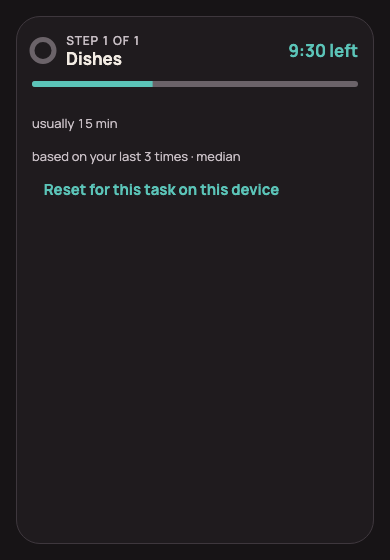 STEP 1 OF 1
Dishes
9:30 left
usually 15 min
based on your last 3 times · median
Reset for this task on this device